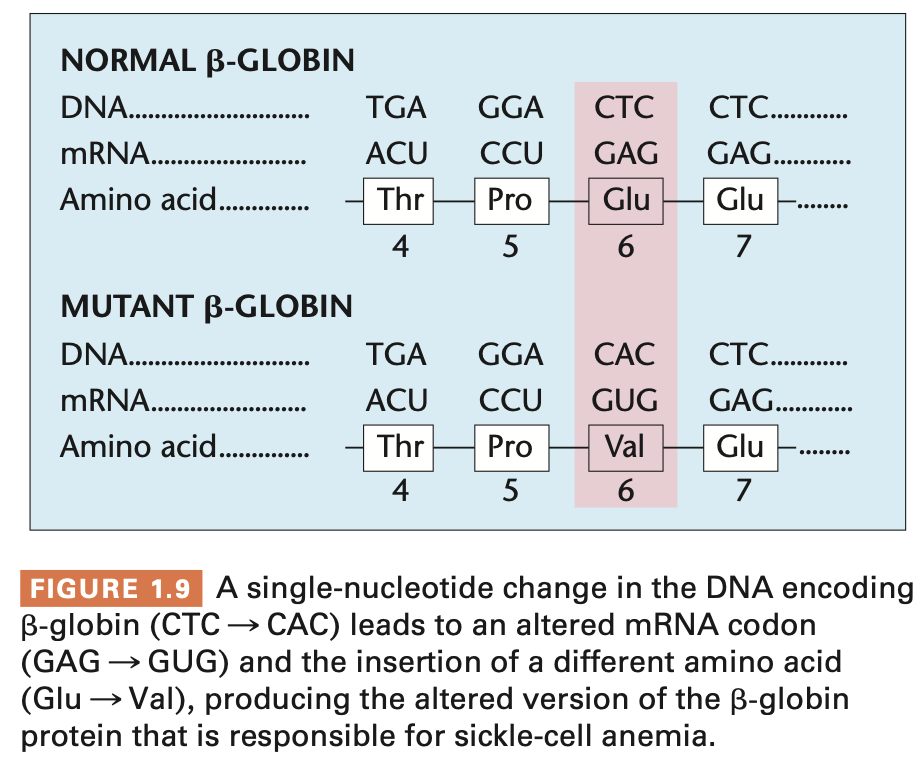 NORMAL β-GLOBIN
DNA............................ TGA GGA CTC CTC............
mRNA........................ ACU CCU GAG GAG............
Amino acid.............. Thr Pro Glu Glu ........
4 5 6 7
MUTANT β-GLOBIN
DNA............................ TGA GGA CAC CTC............
mRNA........................ ACU CCU GUG GAG............
Amino acid.............. Thr Pro Val Glu ........
4 5 6 7
FIGURE 1.9 A single-nucleotide change in the DNA encoding
β-globin (CTC → CAC) leads to an altered mRNA codon
(GAG → GUG) and the insertion of a different amino acid
(Glu → Val), producing the altered version of the β-globin
protein that is responsible for sickle-cell anemia.